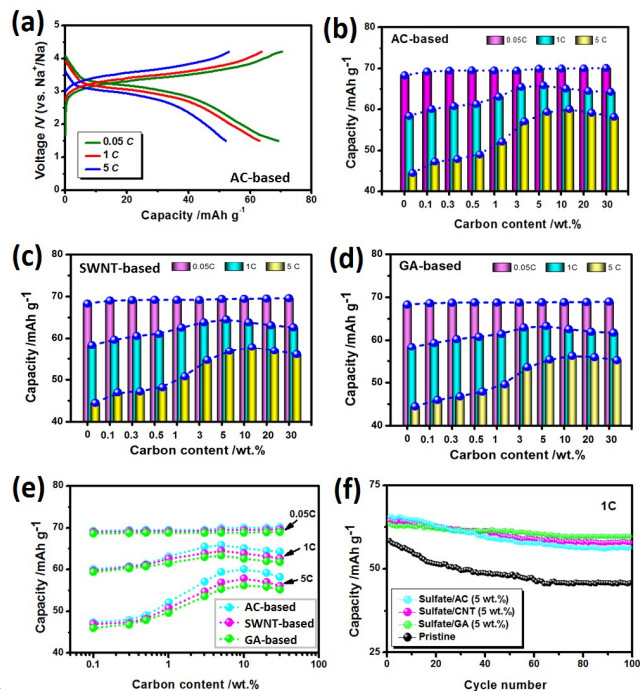 (a)
Voltage /V (vs. Na⁺/Na)
5
4
3
2
1
0
0.05 C
1 C
5 C
AC-based
0 20 40 60 80
Capacity /mAh g⁻¹
(b)
AC-based
0.05C 1C 5 C
Capacity /mAh g⁻¹
80
70
60
50
40
0 0.1 0.3 0.5 1 3 5 10 20 30
Carbon content /wt.%
(c)
SWNT-based
0.05C 1C 5 C
Capacity /mAh g⁻¹
80
70
60
50
40
0 0.1 0.3 0.5 1 3 5 10 20 30
Carbon content /wt.%
(d)
GA-based
0.05C 1C 5 C
Capacity /mAh g⁻¹
80
70
60
50
40
0 0.1 0.3 0.5 1 3 5 10 20 30
Carbon content /wt.%
(e)
Capacity /mAh g⁻¹
80
70
60
50
40
0.05C
1C
5C
AC-based
SWNT-based
GA-based
0.1 1 10 100
Carbon content /wt.%
(f)
1C
Capacity /mAh g⁻¹
75
50
25
Sulfate/AC (5 wt.%)
Sulfate/CNT (5 wt.%)
Sulfate/GA (5 wt.%)
Pristine
0 20 40 60 80 100
Cycle number